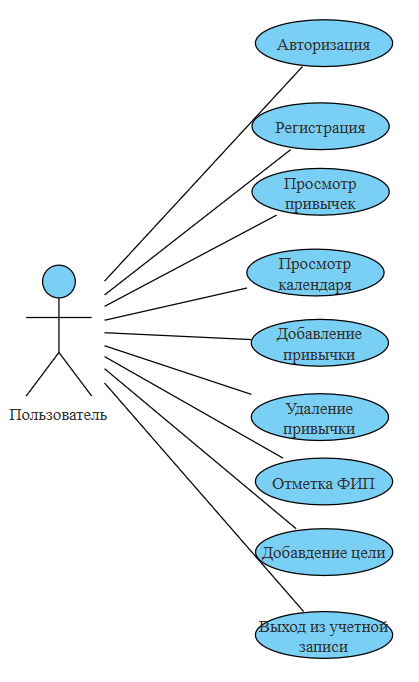 Авторизация
Регистрация
Просмотр
привычек
Просмотр
календаря
Добавление
привычки
Удаление
привычки
Пользователь
Отметка ФИП
Добавдение цели
Выход из учетной
записи